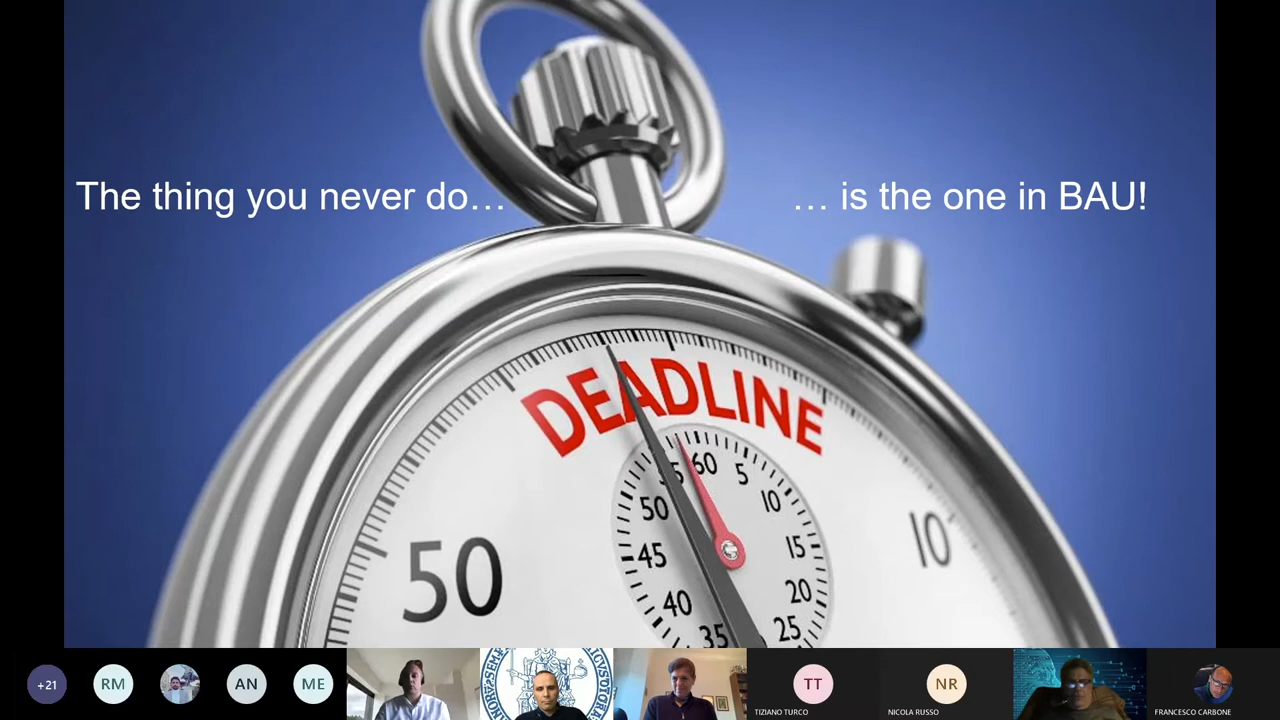 The thing you never do…
… is the one in BAU!
DEADLINE
60
5
50
10
45
15
40
20
35
25
50
10
+21
RM
AN
ME
TT
TIZIANO TURCO
NR
NICOLA RUSSO
FRANCESCO CARBONE